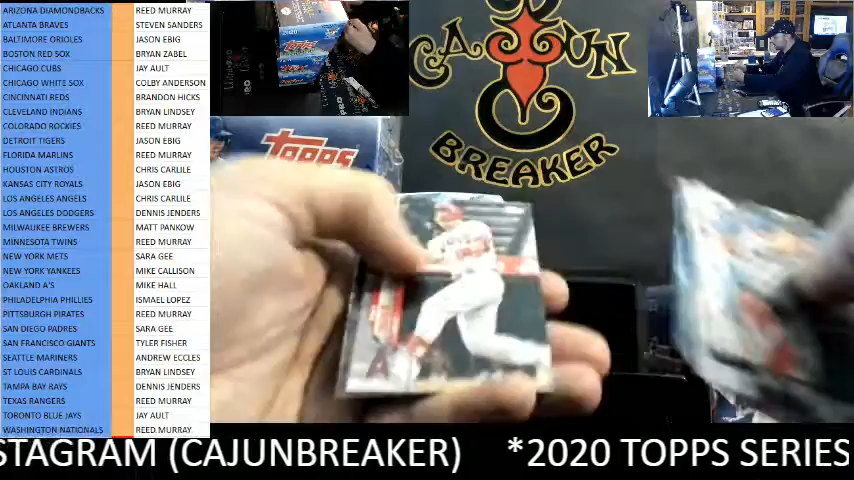 ARIZONA DIAMONDBACKS REED MURRAY
ATLANTA BRAVES STEVEN SANDERS
BALTIMORE ORIOLES JASON EBIG
BOSTON RED SOX BRYAN ZABEL
CHICAGO CUBS JAY AULT
CHICAGO WHITE SOX COLBY ANDERSON
CINCINNATI REDS BRANDON HICKS
CLEVELAND INDIANS BRYAN LINDSEY
COLORADO ROCKIES REED MURRAY
DETROIT TIGERS JASON EBIG
FLORIDA MARLINS REED MURRAY
HOUSTON ASTROS CHRIS CARLILE
KANSAS CITY ROYALS JASON EBIG
LOS ANGELES ANGELS CHRIS CARLILE
LOS ANGELES DODGERS DENNIS JENDERS
MILWAUKEE BREWERS MATT PANKOW
MINNESOTA TWINS REED MURRAY
NEW YORK METS SARA GEE
NEW YORK YANKEES MIKE CALLISON
OAKLAND A'S MIKE HALL
PHILADELPHIA PHILLIES ISMAEL LOPEZ
PITTSBURGH PIRATES REED MURRAY
SAN DIEGO PADRES SARA GEE
SAN FRANCISCO GIANTS TYLER FISHER
SEATTLE MARINERS ANDREW ECCLES
ST LOUIS CARDINALS BRYAN LINDSEY
TAMPA BAY RAYS DENNIS JENDERS
TEXAS RANGERS REED MURRAY
TORONTO BLUE JAYS JAY AULT
WASHINGTON NATIONALS REED MURRAY
2020
Topps
CAJUN
BREAKER
topps
STAGRAM (CAJUNBREAKER) *2020 TOPPS SERIES